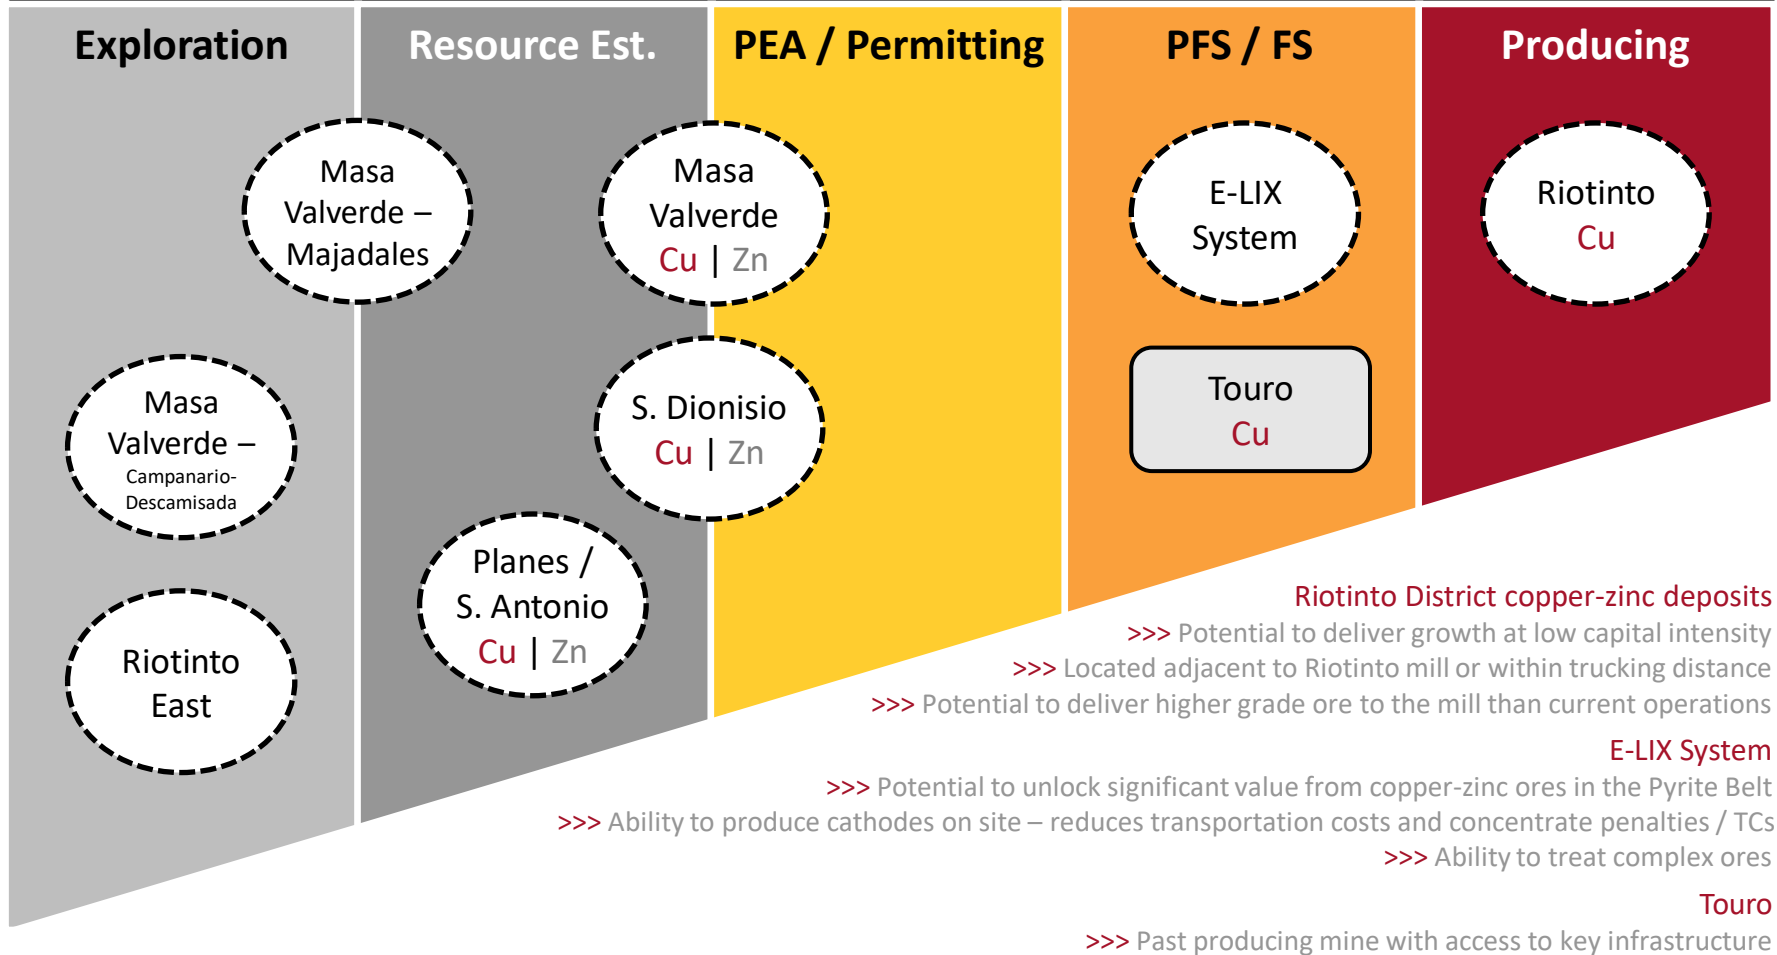 Exploration
Resource Est.
PEA / Permitting
PFS / FS
Producing
Masa
Valverde –
Majadales
Masa
Valverde
Cu | Zn
E-LIX
System
Riotinto
Cu
Masa
Valverde –
Campanario-
Descamisada
S. Dionisio
Cu | Zn
Touro
Cu
Planes /
S. Antonio
Cu | Zn
Riotinto
East
Riotinto District copper-zinc deposits
>>> Potential to deliver growth at low capital intensity
>>> Located adjacent to Riotinto mill or within trucking distance
>>> Potential to deliver higher grade ore to the mill than current operations
E-LIX System
>>> Potential to unlock significant value from copper-zinc ores in the Pyrite Belt
>>> Ability to produce cathodes on site – reduces transportation costs and concentrate penalties / TCs
>>> Ability to treat complex ores
Touro
>>> Past producing mine with access to key infrastructure